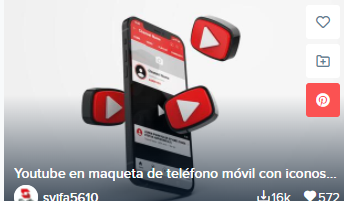 Youtube en maqueta de teléfono móvil con iconos...
syifa5610
16k
572